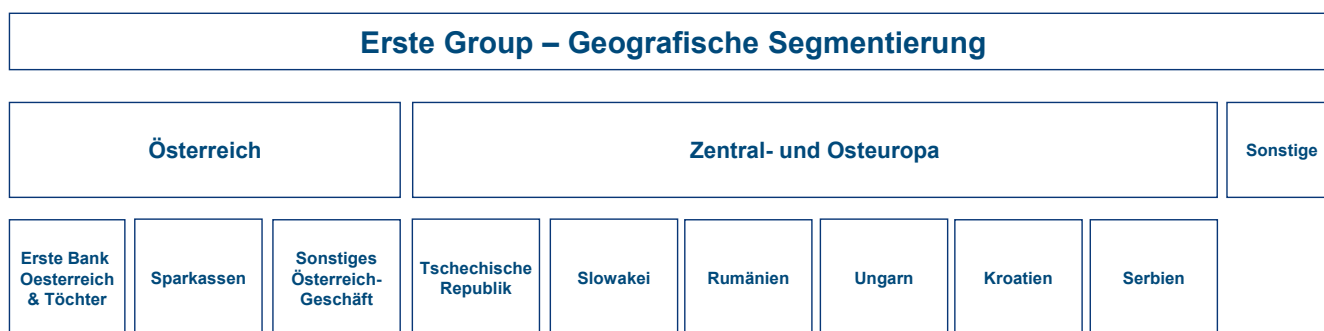 Erste Group – Geografische Segmentierung
Österreich
Zentral- und Osteuropa
Sonstige
Erste Bank
Oesterreich
& Töchter
Sparkassen
Sonstiges
Österreich-
Geschäft
Tschechische
Republik
Slowakei
Rumänien
Ungarn
Kroatien
Serbien